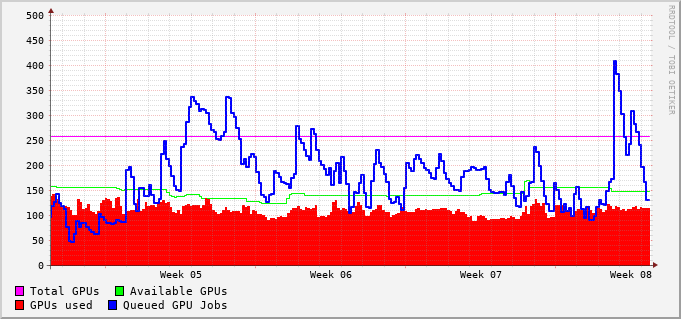 500
450
400
350
300
250
200
150
100
50
0
Week 05 Week 06 Week 07 Week 08
Total GPUs Available GPUs
GPUs used Queued GPU Jobs
RRDTOOL / TOBI OETIKER